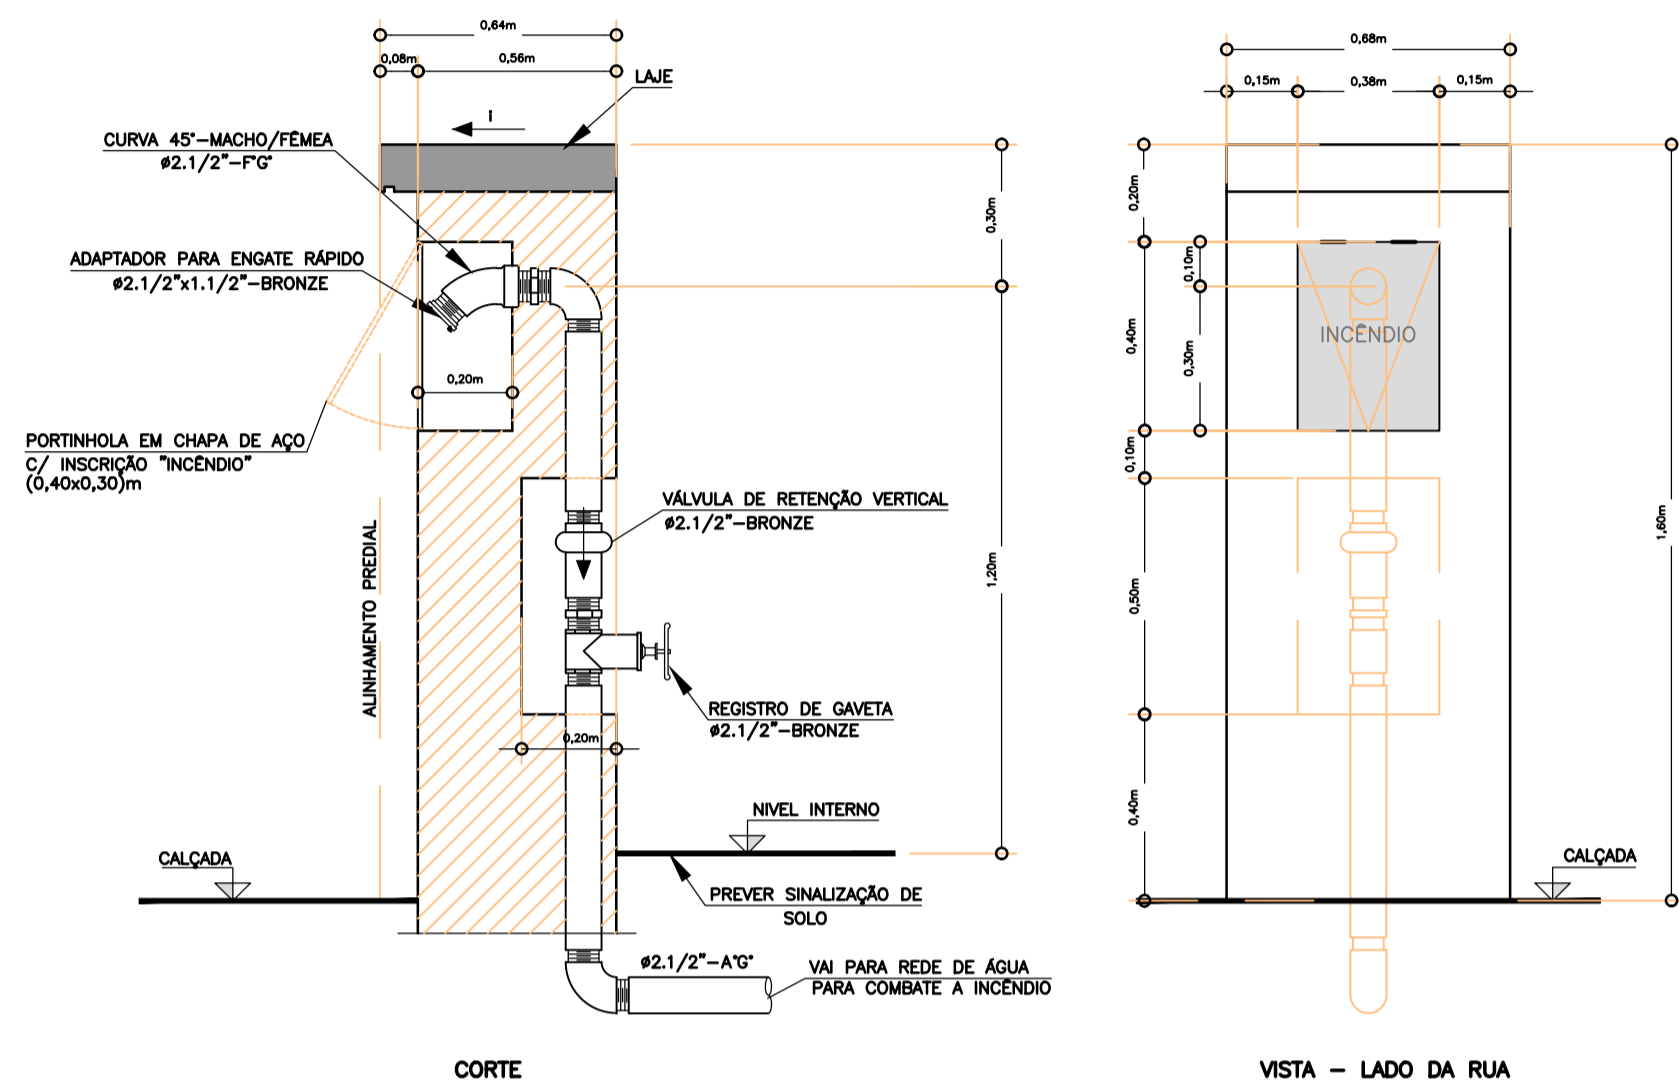 0,64m
0,08m
0,56m
LAJE
i
CURVA 45°-MACHO/FÊMEA
ø2.1/2"-F°G°
ADAPTADOR PARA ENGATE RÁPIDO
ø2.1/2"x1.1/2"-BRONZE
0,20m
PORTINHOLA EM CHAPA DE AÇO
C/ INSCRIÇÃO "INCÊNDIO"
(0,40x0,30)m
ALINHAMENTO PREDIAL
VÁLVULA DE RETENÇÃO VERTICAL
ø2.1/2"-BRONZE
REGISTRO DE GAVETA
ø2.1/2"-BRONZE
0,20m
0,30m
1,20m
NIVEL INTERNO
CALÇADA
PREVER SINALIZAÇÃO DE
SOLO
ø2.1/2"-A°G°
VAI PARA REDE DE ÁGUA
PARA COMBATE A INCÊNDIO
CORTE
0,68m
0,15m
0,38m
0,15m
0,20m
0,10m
0,40m
0,30m
INCÊNDIO
0,10m
0,50m
0,40m
1,60m
CALÇADA
VISTA - LADO DA RUA